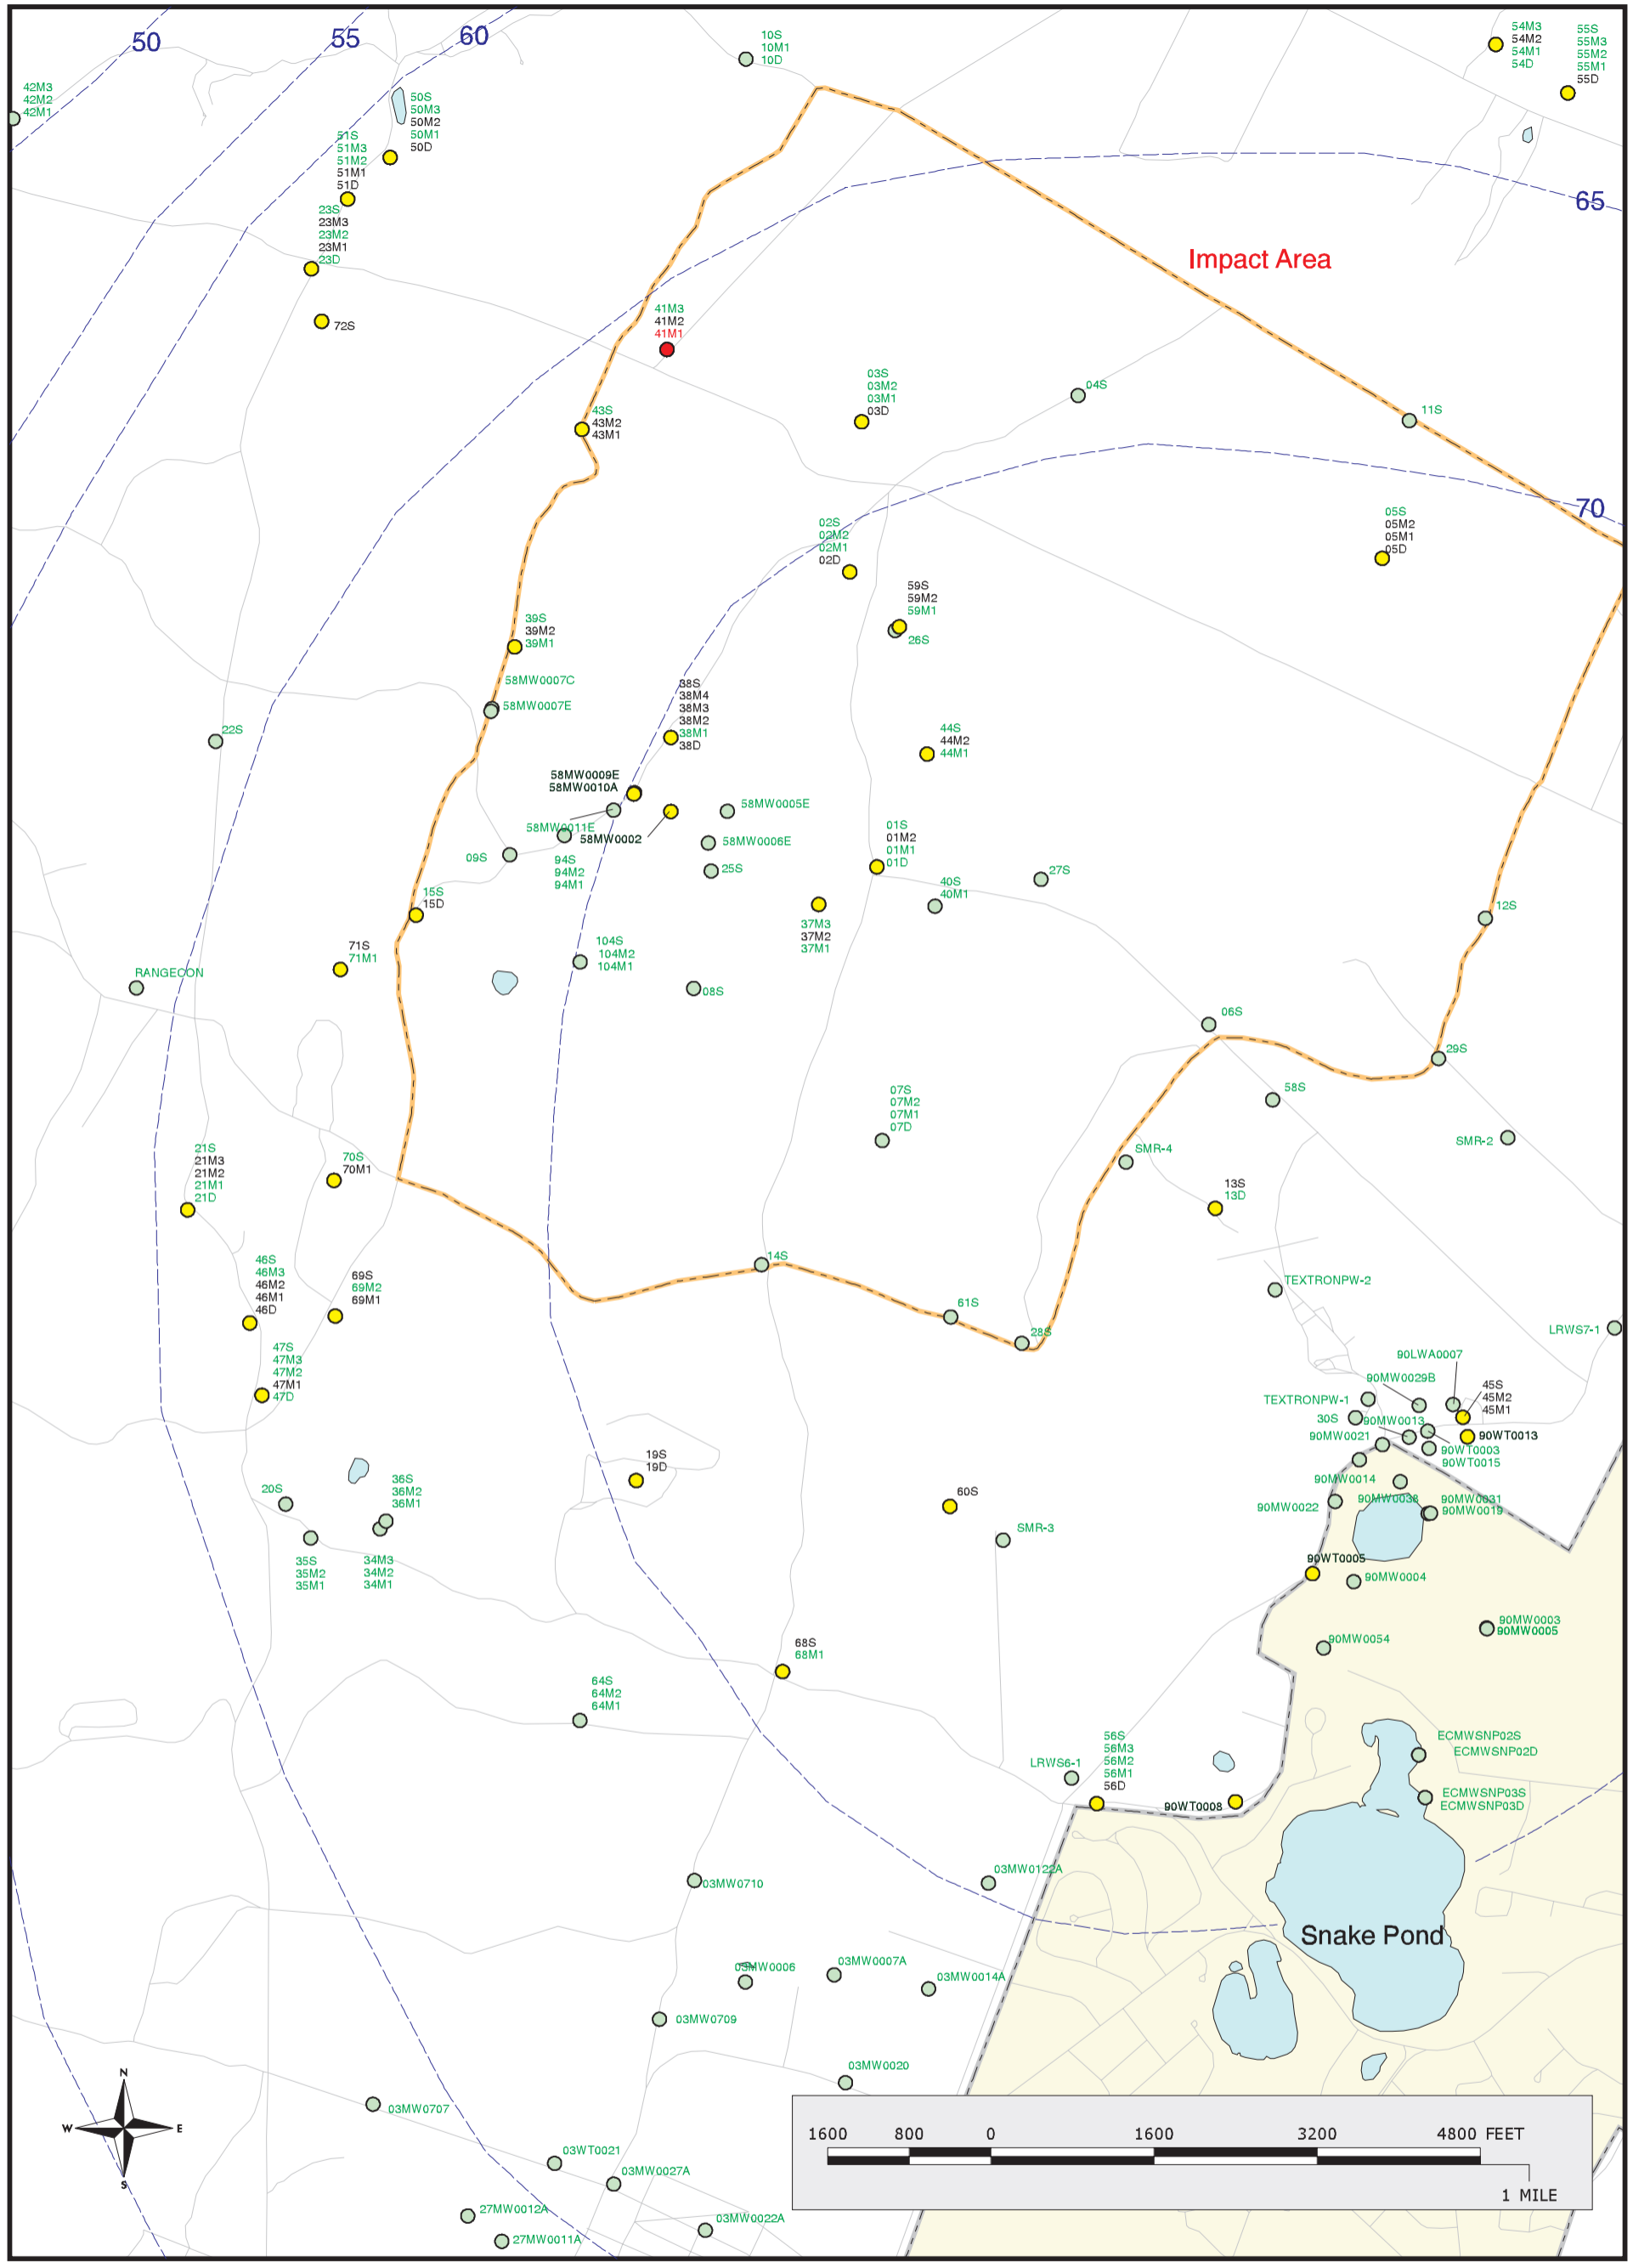 50
55
60
10S
10M1
10D
54M3
54M2
54M1
54D
55S
55M3
55M2
55M1
55D
42M3
42M2
42M1
50S
50M3
50M2
50M1
50D
51S
51M3
51M2
51M1
51D
65
23S
23M3
23M2
23M1
23D
Impact Area
72S
41M3
41M2
41M1
03S
03M2
03M1
03D
04S
11S
43S
43M2
43M1
70
02S
02M2
02M1
02D
05S
05M2
05M1
05D
59S
59M2
59M1
26S
39S
39M2
39M1
58MW0007C
58MW0007E
38S
38M4
38M3
38M2
38M1
38D
22S
44S
44M2
44M1
58MW0009E
58MW0010A
58MW0005E
58MW0011E
58MW0002
58MW0006E
01S
01M2
01M1
01D
09S
94S
94M2
94M1
25S
27S
40S
40M1
15S
15D
12S
37M3
37M2
37M1
71S
71M1
104S
104M2
104M1
RANGECON
08S
06S
29S
58S
07S
07M2
07M1
07D
SMR-2
SMR-4
21S
21M3
21M2
21M1
21D
70S
70M1
13S
13D
14S
46S
46M3
46M2
46M1
46D
69S
69M2
69M1
TEXTRONPW-2
61S
28S
LRWS7-1
47S
47M3
47M2
47M1
47D
90LWA0007
90MW0029B
45S
45M2
45M1
TEXTRONPW-1
30S
90MW0013
90MW0021
90WT0013
90WT0003
90WT0015
19S
19D
90MW0014
20S
36S
36M2
36M1
60S
90MW0022
90MW0038
90MW0031
90MW0019
SMR-3
35S
35M2
35M1
34M3
34M2
34M1
90WT0005
90MW0004
90MW0003
90MW0005
90MW0054
68S
68M1
64S
64M2
64M1
56S
56M3
56M2
56M1
56D
LRWS6-1
90WT0008
ECMWSNP02S
ECMWSNP02D
ECMWSNP03S
ECMWSNP03D
03MW0122A
03MW0710
Snake Pond
03MW0006
03MW0007A
03MW0014A
03MW0709
03MW0020
N
W
E
S
03MW0707
03WT0021
03MW0027A
27MW0012A
27MW0011A
03MW0022A
1600 800 0 1600 3200 4800 FEET
1 MILE